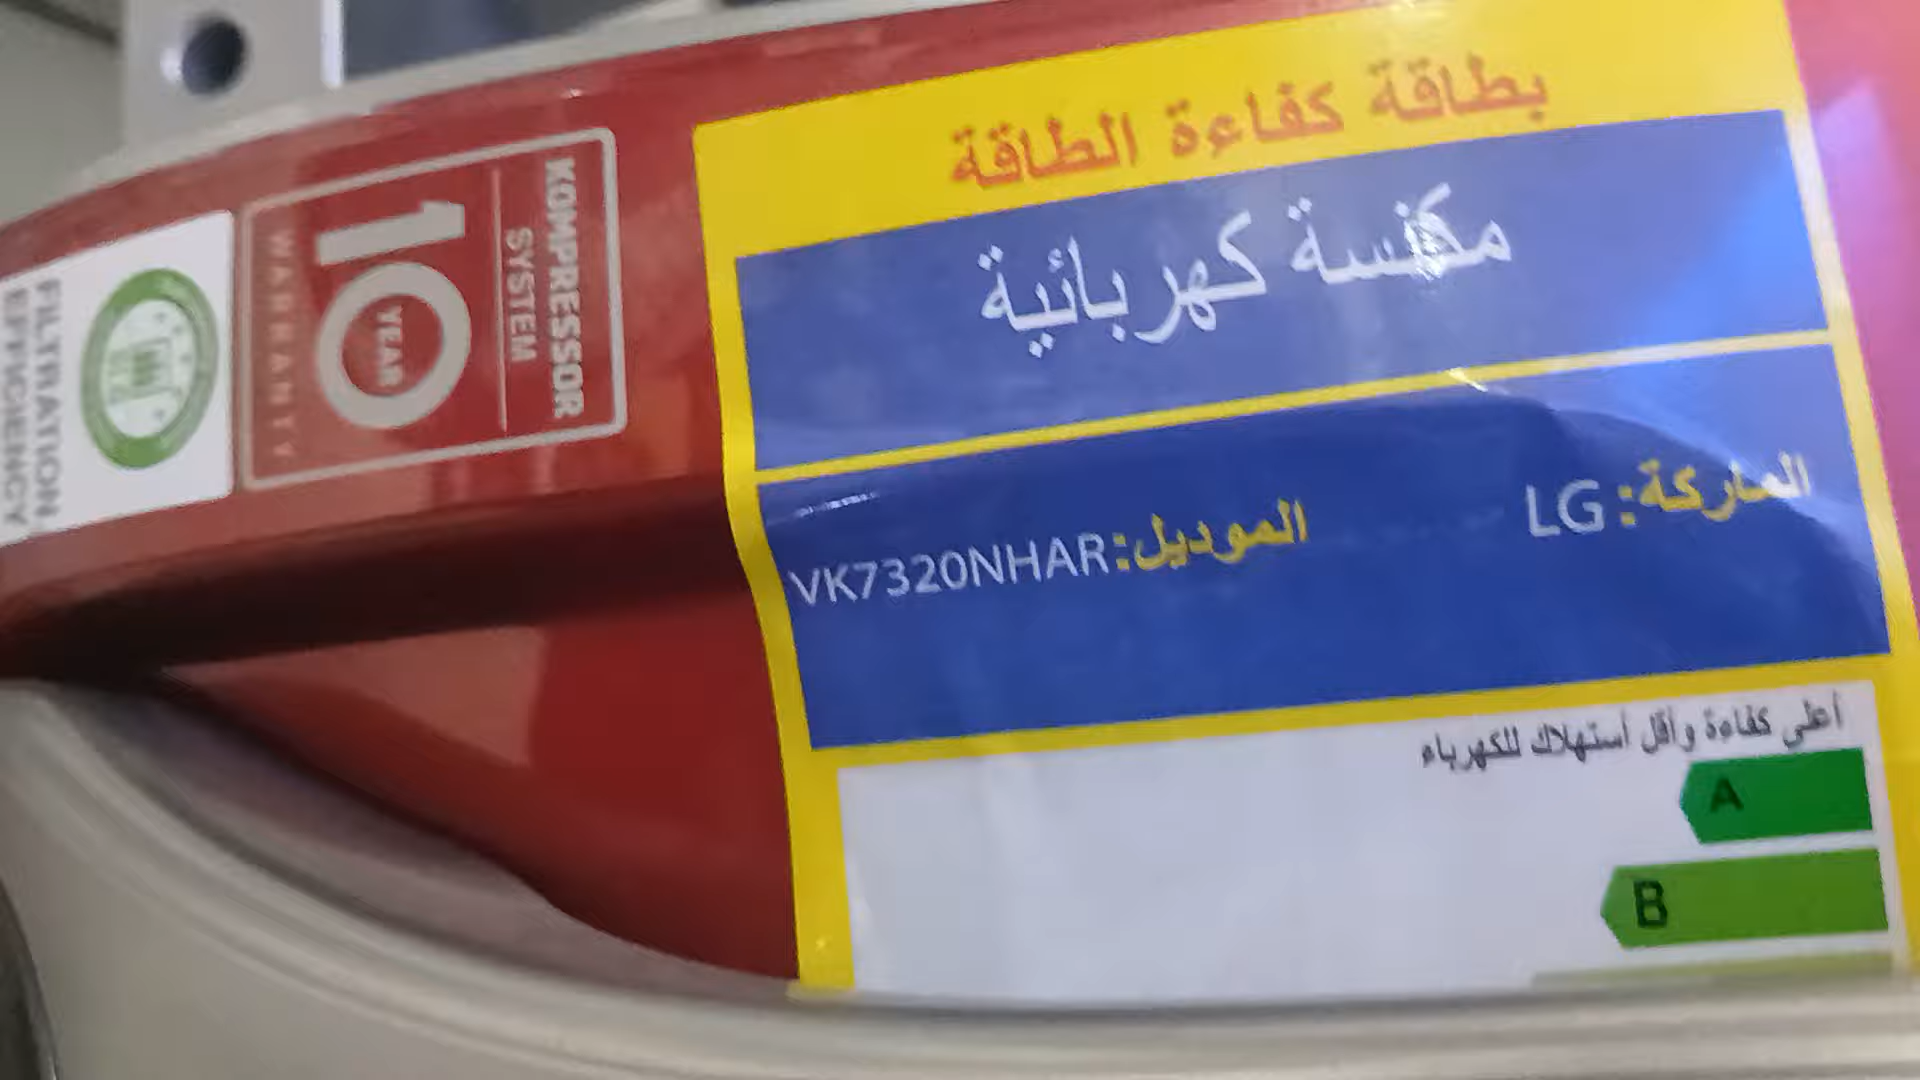 بطاقة كفاءة الطاقة
مكنسة كهربائية
الماركة: LG
الموديل: VK7320NHAR
أعلى كفاءة وأقل أستهلاك للكهرباء
A
B
KOMPRESSOR
SYSTEM
10
YEAR
WARRANTY
FILTRATION
EFFICIENCY